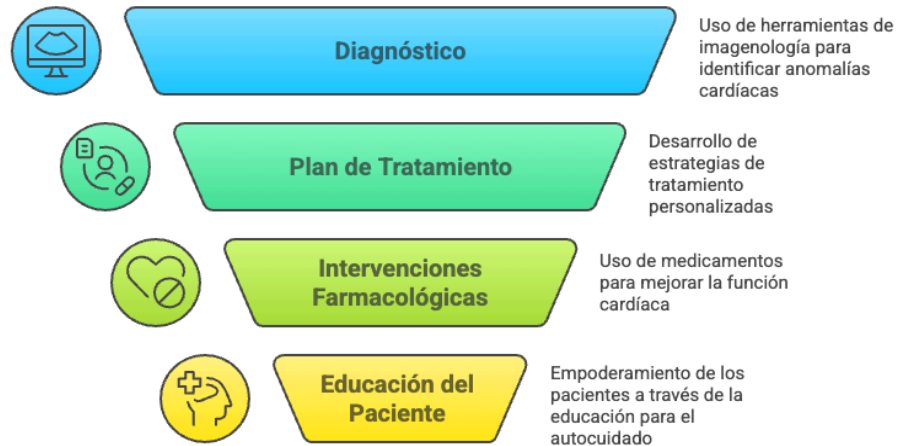 Diagnóstico
Uso de herramientas de
imagenología para
identificar anomalías
cardíacas
Plan de Tratamiento
Desarrollo de
estrategias de
tratamiento
personalizadas
Intervenciones
Farmacológicas
Uso de medicamentos
para mejorar la función
cardíaca
Educación del
Paciente
Empoderamiento de los
pacientes a través de la
educación para el
autocuidado